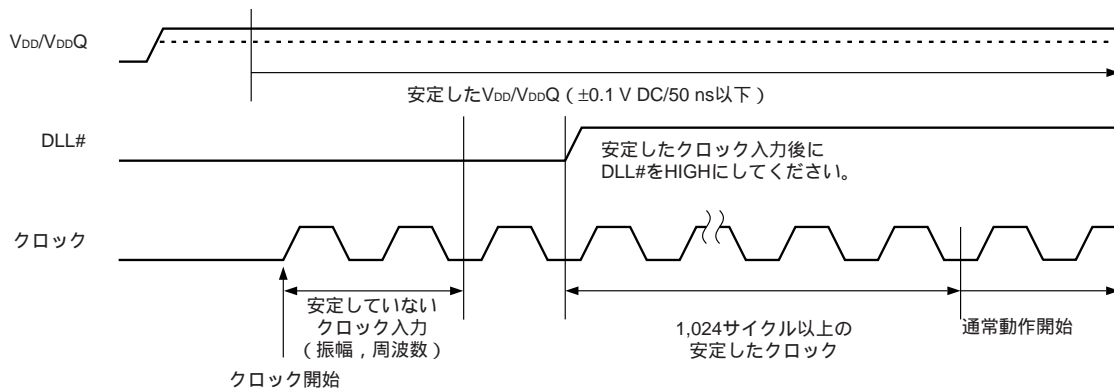 VDD/VDDQ
安定したVDD/VDDQ（±0.1 V DC/50 ns以下）
DLL#
安定したクロック入力後に
DLL#をHIGHにしてください。
クロック
安定していない
クロック入力
（振幅，周波数）
クロック開始
1,024サイクル以上の
安定したクロック
通常動作開始